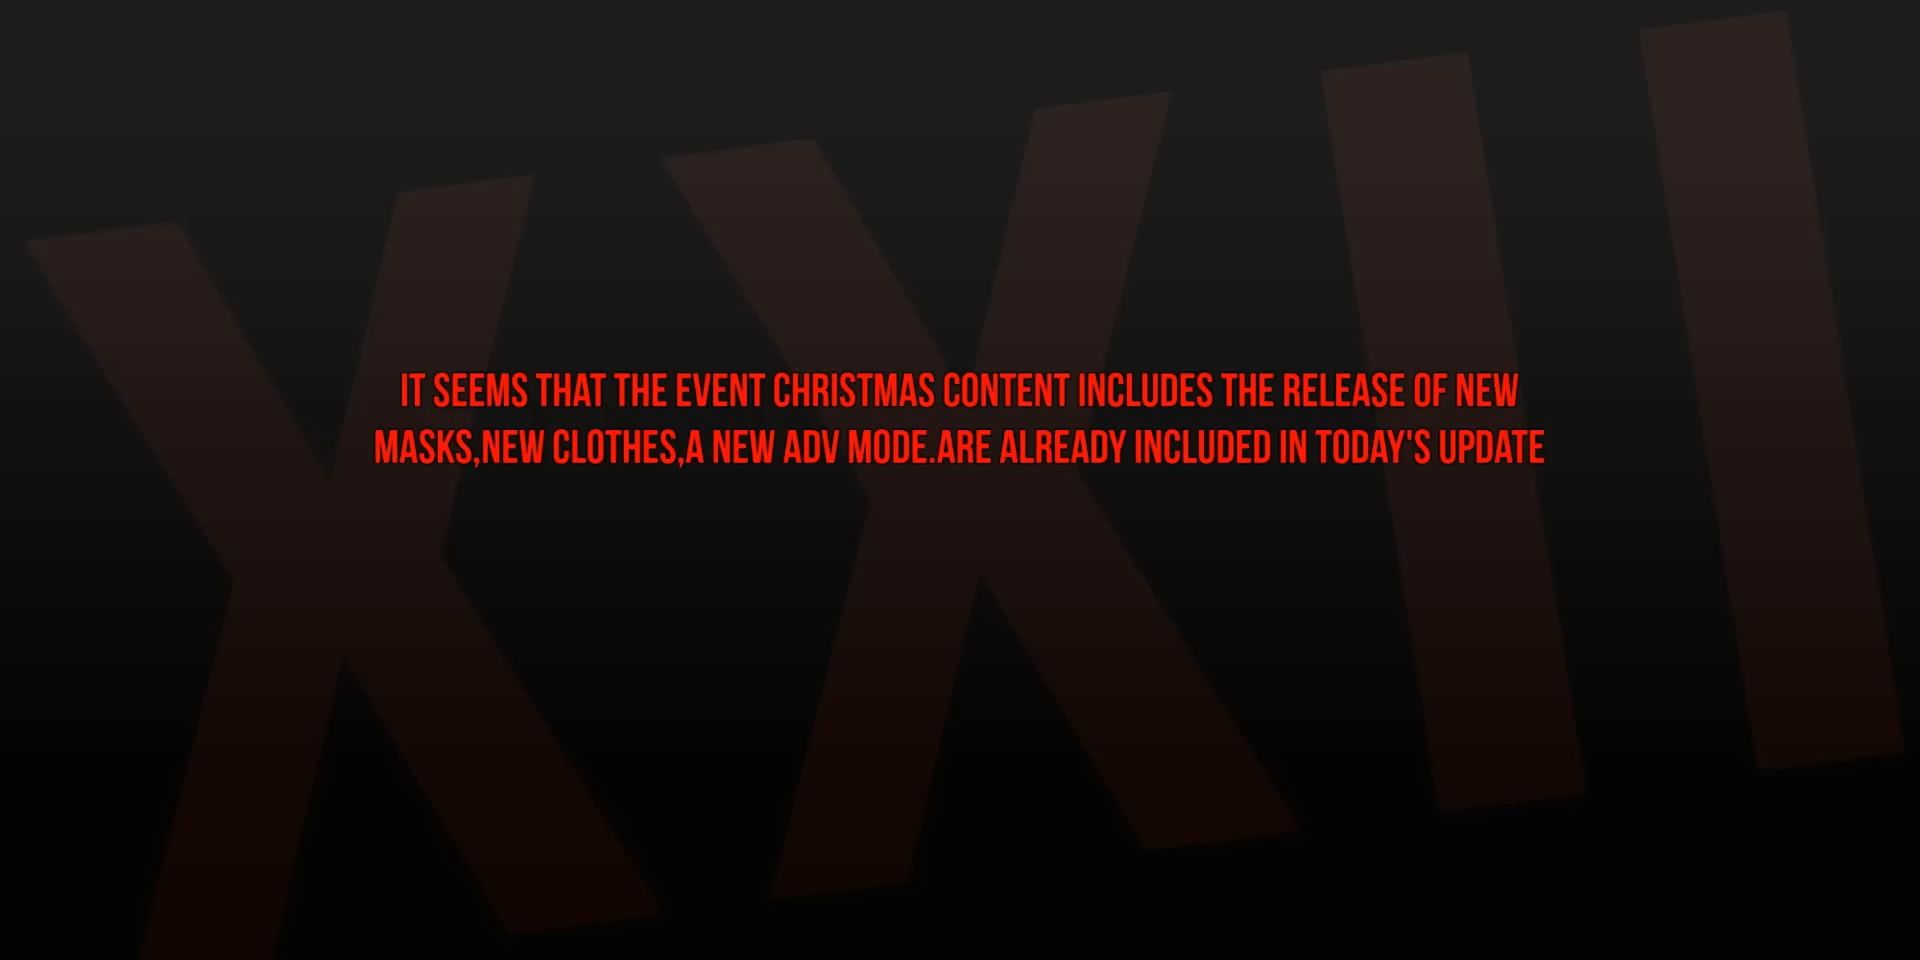 XXII
IT SEEMS THAT THE EVENT CHRISTMAS CONTENT INCLUDES THE RELEASE OF NEW
MASKS,NEW CLOTHES,A NEW ADV MODE.ARE ALREADY INCLUDED IN TODAY'S UPDATE